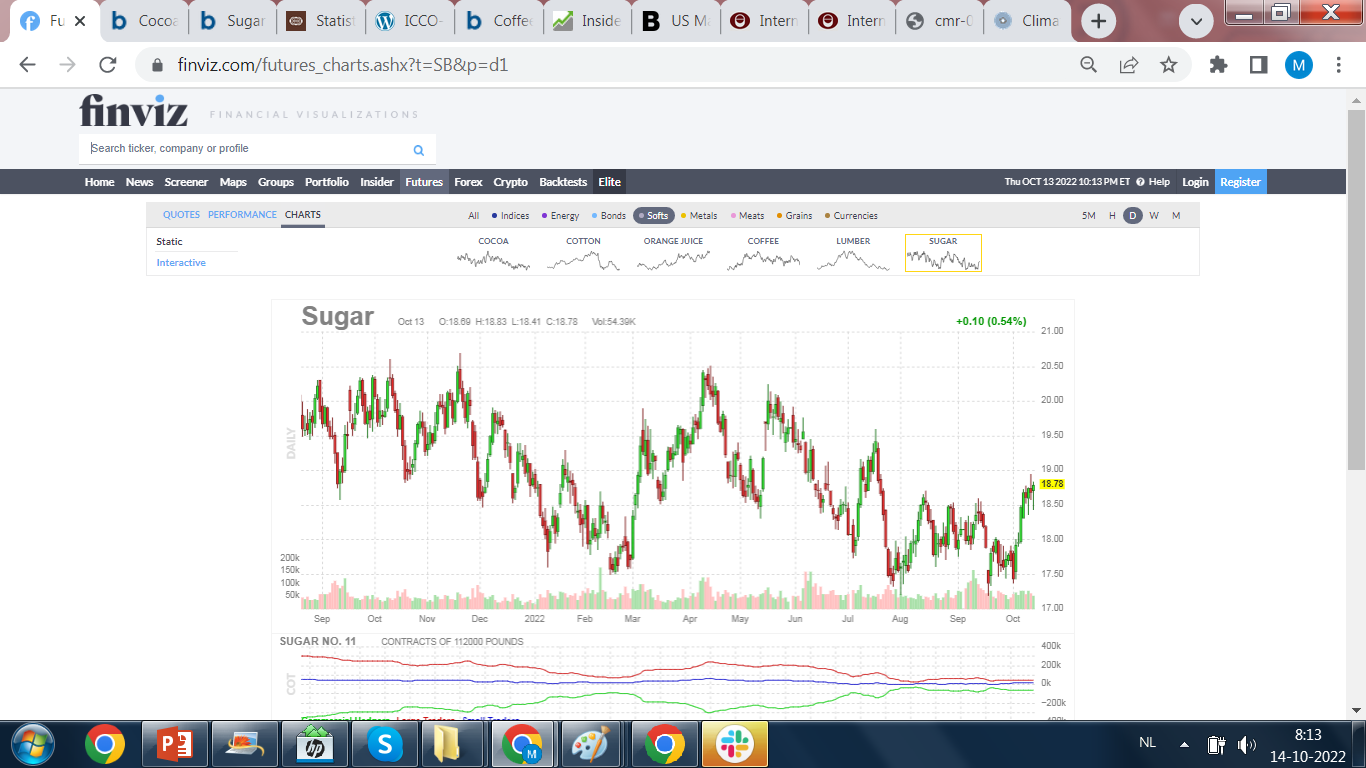 Fu
Cocoa
Sugar
Statist
ICCO-
Coffee
Inside
US Ma
Intern
Intern
cmr-0
Clima
finviz.com/futures_charts.ashx?t=SB&p=d1
M
finviz FINANCIAL VISUALIZATIONS
Search ticker, company or profile
Home News Screener Maps Groups Portfolio Insider Futures Forex Crypto Backtests Elite Thu OCT 13 2022 10:13 PM ET Help Login Register
QUOTES PERFORMANCE CHARTS All Indices Energy Bonds Softs Metals Meats Grains Currencies 5M H D W M
Static
Interactive
COCOA COTTON ORANGE JUICE COFFEE LUMBER SUGAR
Sugar Oct 13 O:18.69 H:18.83 L:18.41 C:18.78 Vol:54.39K +0.10 (0.54%)
21.00
20.50
20.00
19.50
19.00
18.78
18.50
18.00
17.50
17.00
DAILY
200k
150k
100k
50k
Sep Oct Nov Dec 2022 Feb Mar Apr May Jun Jul Aug Sep Oct
SUGAR NO. 11 CONTRACTS OF 112000 POUNDS
400k
200k
0k
-200k
COT
NL
8:13
14-10-2022